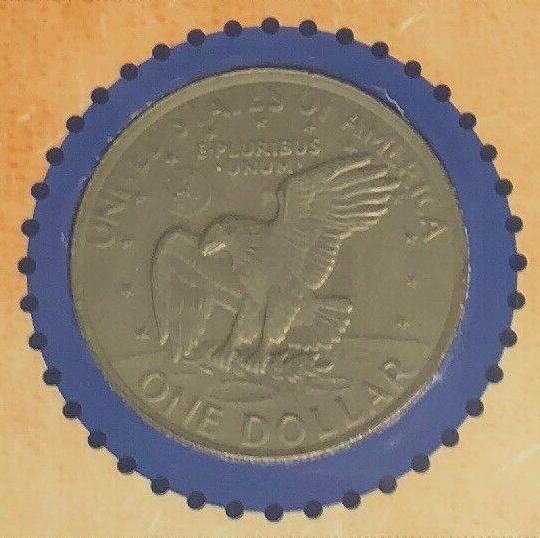 UNITED STATES OF AMERICA
E·PLURIBUS
UNUM
ONE DOLLAR